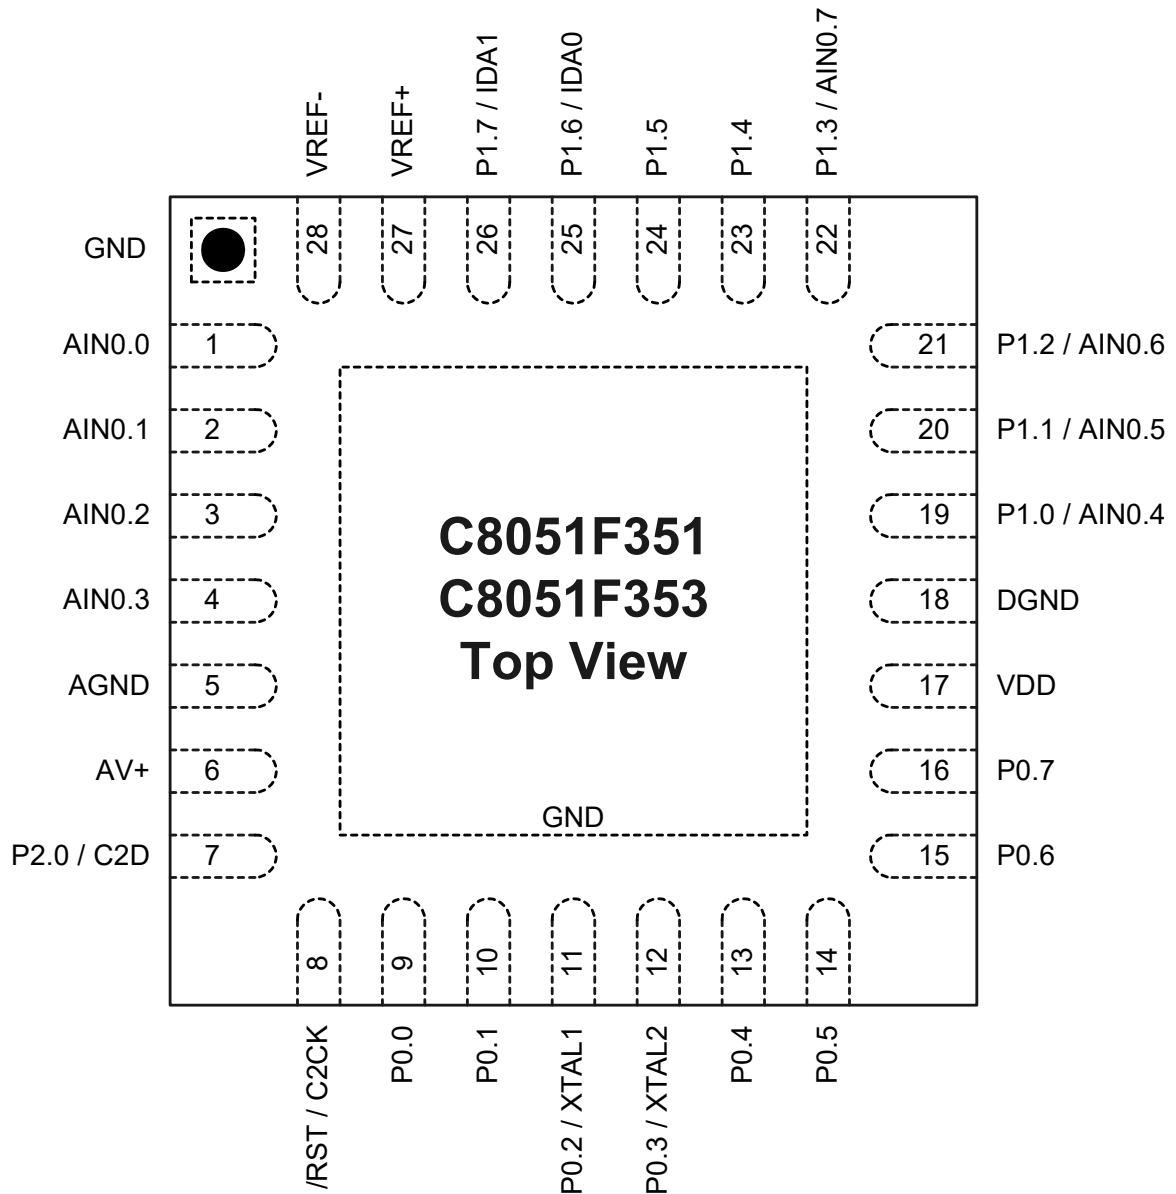 VREF-
VREF+
P1.7 / IDA1
P1.6 / IDA0
P1.5
P1.4
P1.3 / AIN0.7
28
27
26
25
24
23
22
GND
AIN0.0
1
21
P1.2 / AIN0.6
AIN0.1
2
20
P1.1 / AIN0.5
AIN0.2
3
19
P1.0 / AIN0.4
AIN0.3
4
18
DGND
AGND
5
17
VDD
AV+
6
16
P0.7
P2.0 / C2D
7
15
P0.6
C8051F351
C8051F353
Top View
GND
8
9
10
11
12
13
14
/RST / C2CK
P0.0
P0.1
P0.2 / XTAL1
P0.3 / XTAL2
P0.4
P0.5